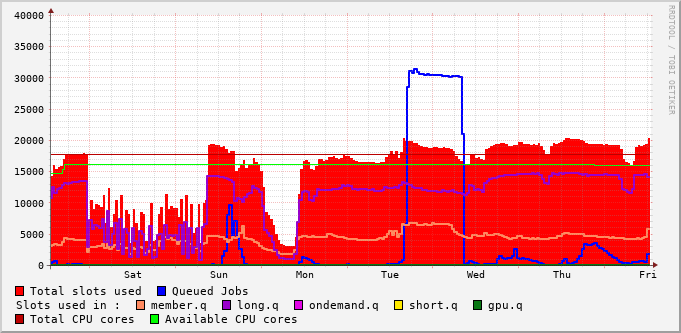 40000
35000
30000
25000
20000
15000
10000
5000
0
Sat Sun Mon Tue Wed Thu Fri
RRDTOOL / TOBI OETIKER
Total slots used Queued Jobs
Slots used in : member.q long.q ondemand.q short.q gpu.q
Total CPU cores Available CPU cores